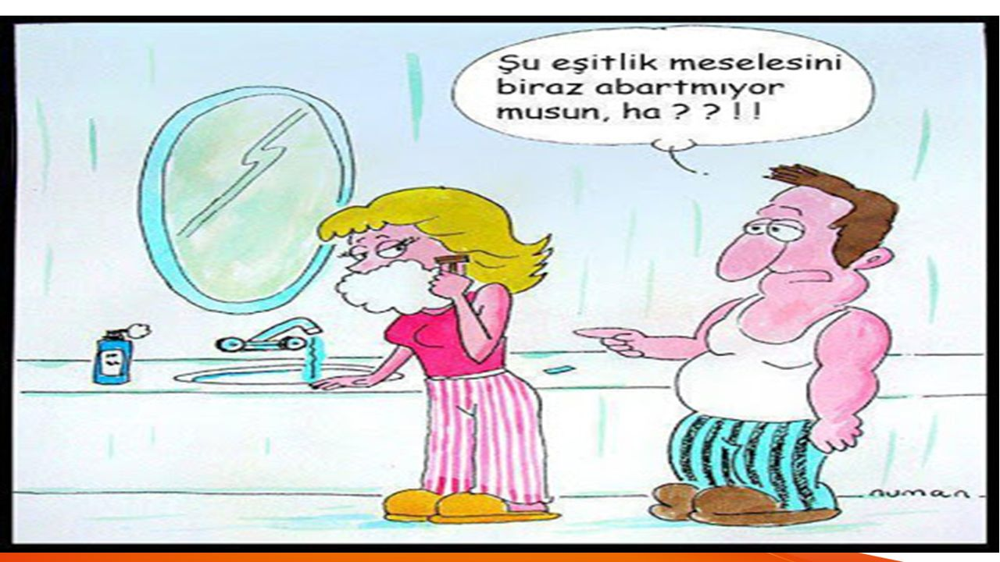 Şu eşitlik meselesini
biraz abartmıyor
musun, ha ? ? ! !
numan